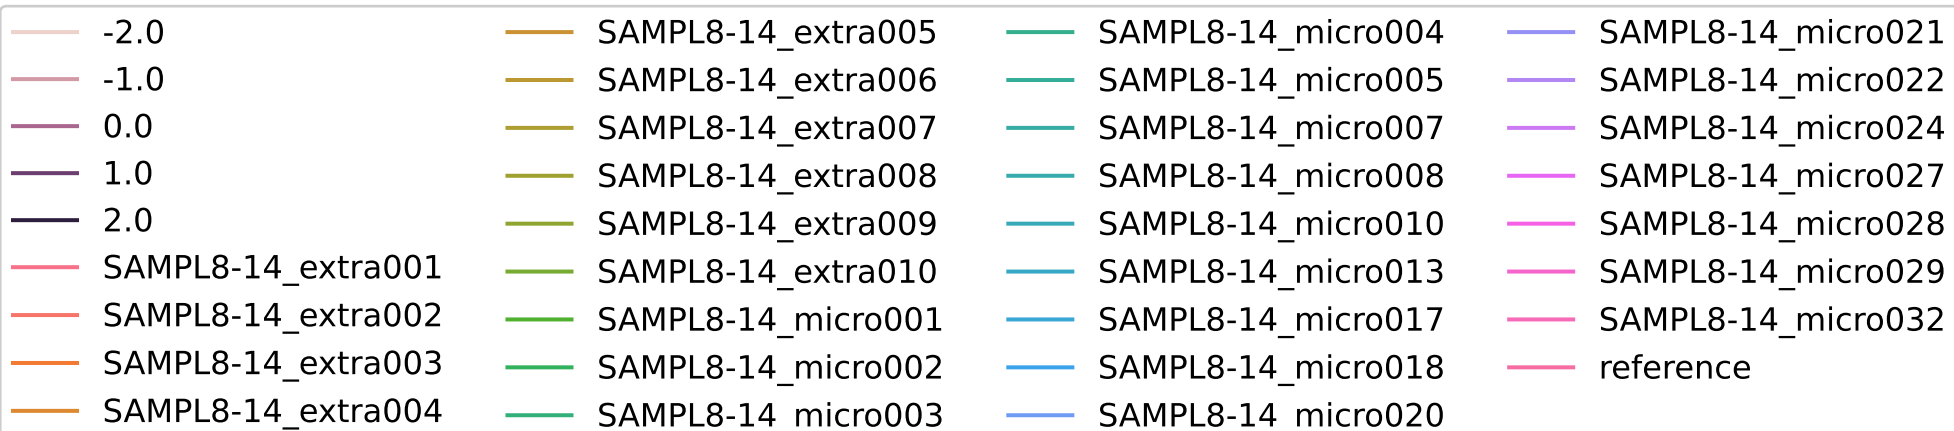 -2.0
-1.0
0.0
1.0
2.0
SAMPL8-14_extra001
SAMPL8-14_extra002
SAMPL8-14_extra003
SAMPL8-14_extra004
SAMPL8-14_extra005
SAMPL8-14_extra006
SAMPL8-14_extra007
SAMPL8-14_extra008
SAMPL8-14_extra009
SAMPL8-14_extra010
SAMPL8-14_micro001
SAMPL8-14_micro002
SAMPL8-14_micro003
SAMPL8-14_micro004
SAMPL8-14_micro005
SAMPL8-14_micro007
SAMPL8-14_micro008
SAMPL8-14_micro010
SAMPL8-14_micro013
SAMPL8-14_micro017
SAMPL8-14_micro018
SAMPL8-14_micro020
SAMPL8-14_micro021
SAMPL8-14_micro022
SAMPL8-14_micro024
SAMPL8-14_micro027
SAMPL8-14_micro028
SAMPL8-14_micro029
SAMPL8-14_micro032
reference